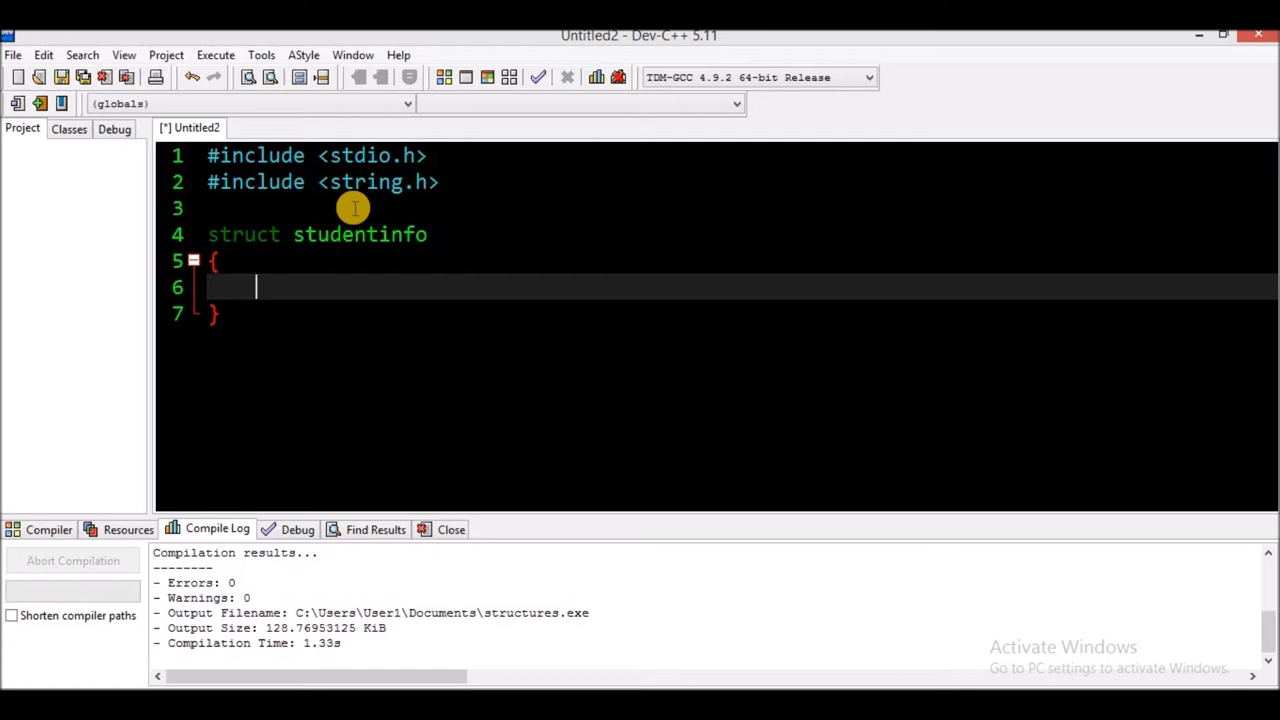 Untitled2 - Dev-C++ 5.11
File Edit Search View Project Execute Tools AStyle Window Help
TDM-GCC 4.9.2 64-bit Release
(globals)
Project Classes Debug [*] Untitled2
1 #include <stdio.h>
2 #include <string.h>
3
4 struct studentinfo
5 {
6
7 }
Compiler Resources Compile Log Debug Find Results Close
Abort Compilation
Shorten compiler paths
Compilation results...
--------
- Errors: 0
- Warnings: 0
- Output Filename: C:\Users\User1\Documents\structures.exe
- Output Size: 128.76953125 KiB
- Compilation Time: 1.33s
Activate Windows
Go to PC settings to activate Windows.